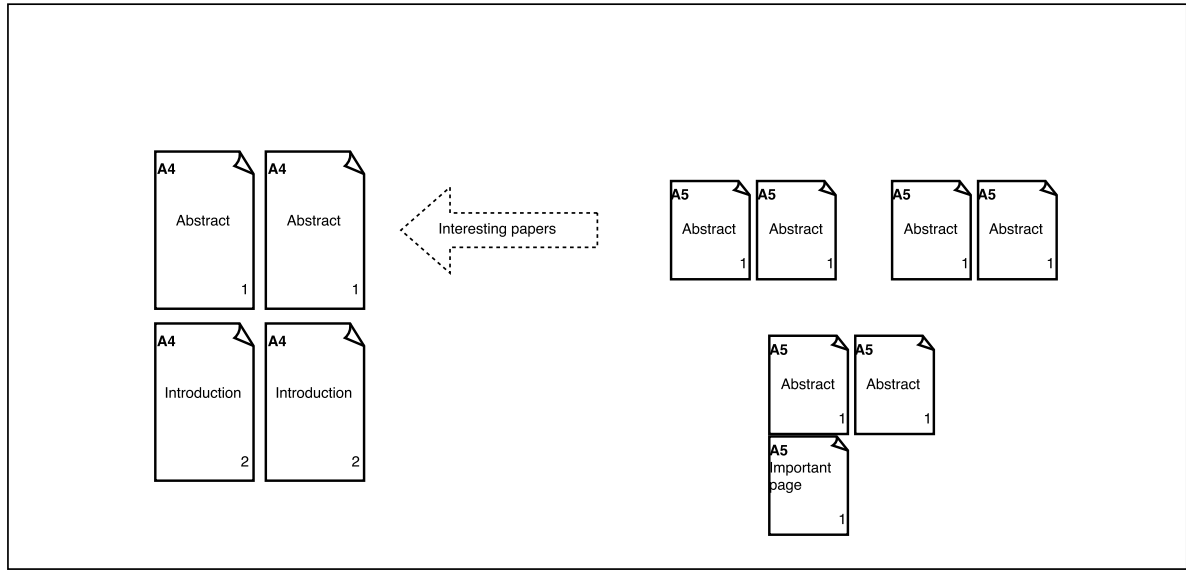 A4
Abstract
1
A4
Abstract
1
A4
Introduction
2
A4
Introduction
2
Interesting papers
A5
Abstract
1
A5
Abstract
1
A5
Abstract
1
A5
Abstract
1
A5
Abstract
1
A5
Abstract
1
A5
Important
page
1